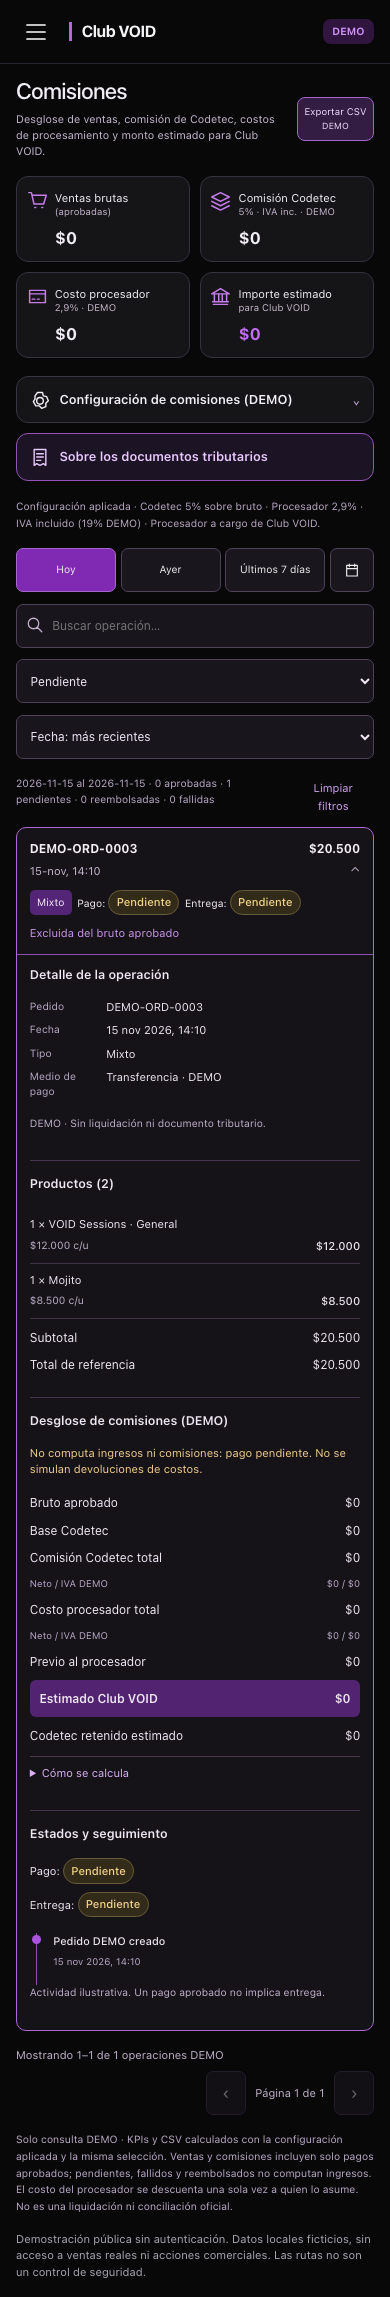 Club VOID
DEMO
Comisiones
Desglose de ventas, comisión de Codetec, costos
de procesamiento y monto estimado para Club
VOID.
Exportar CSV
DEMO
Ventas brutas
(aprobadas)
$0
Comisión Codetec
5% · IVA inc. · DEMO
$0
Costo procesador
2,9% · DEMO
$0
Importe estimado
para Club VOID
$0
Configuración de comisiones (DEMO)
Sobre los documentos tributarios
Configuración aplicada · Codetec 5% sobre bruto · Procesador 2,9% ·
IVA incluido (19% DEMO) · Procesador a cargo de Club VOID.
Hoy
Ayer
Últimos 7 días
Buscar operación...
Pendiente
Fecha: más recientes
2026-11-15 al 2026-11-15 · 0 aprobadas · 1
pendientes · 0 reembolsadas · 0 fallidas
Limpiar
filtros
DEMO-ORD-0003 $20.500
15-nov, 14:10
Mixto Pago: Pendiente Entrega: Pendiente
Excluida del bruto aprobado
Detalle de la operación
Pedido DEMO-ORD-0003
Fecha 15 nov 2026, 14:10
Tipo Mixto
Medio de
pago
Transferencia · DEMO
DEMO · Sin liquidación ni documento tributario.
Productos (2)
1 × VOID Sessions · General
$12.000 c/u $12.000
1 × Mojito
$8.500 c/u $8.500
Subtotal $20.500
Total de referencia $20.500
Desglose de comisiones (DEMO)
No computa ingresos ni comisiones: pago pendiente. No se
simulan devoluciones de costos.
Bruto aprobado $0
Base Codetec $0
Comisión Codetec total $0
Neto / IVA DEMO $0 / $0
Costo procesador total $0
Neto / IVA DEMO $0 / $0
Previo al procesador $0
Estimado Club VOID $0
Codetec retenido estimado $0
Cómo se calcula
Estados y seguimiento
Pago: Pendiente
Entrega: Pendiente
Pedido DEMO creado
15 nov 2026, 14:10
Actividad ilustrativa. Un pago aprobado no implica entrega.
Mostrando 1–1 de 1 operaciones DEMO
‹ Página 1 de 1 ›
Solo consulta DEMO · KPIs y CSV calculados con la configuración
aplicada y la misma selección. Ventas y comisiones incluyen solo pagos
aprobados; pendientes, fallidos y reembolsados no computan ingresos.
El costo del procesador se descuenta una sola vez a quien lo asume.
No es una liquidación ni conciliación oficial.
Demostración pública sin autenticación. Datos locales ficticios, sin
acceso a ventas reales ni acciones comerciales. Las rutas no son
un control de seguridad.